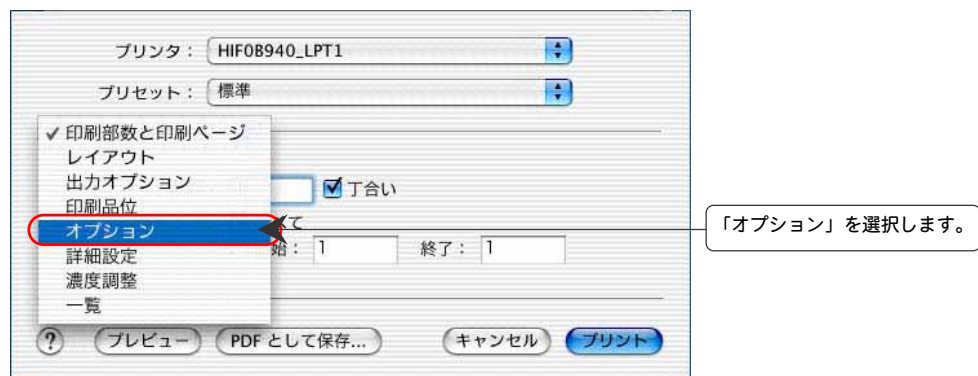 プリンタ： HIF0B940_LPT1
プリセット： 標準
✓ 印刷部数と印刷ページ
レイアウト
出力オプション
丁合い
印刷品位
オプション
て
「オプション」を選択します。
詳細設定
始： 1 終了： 1
濃度調整
一覧
? プレビュー PDF として保存... キャンセル プリント